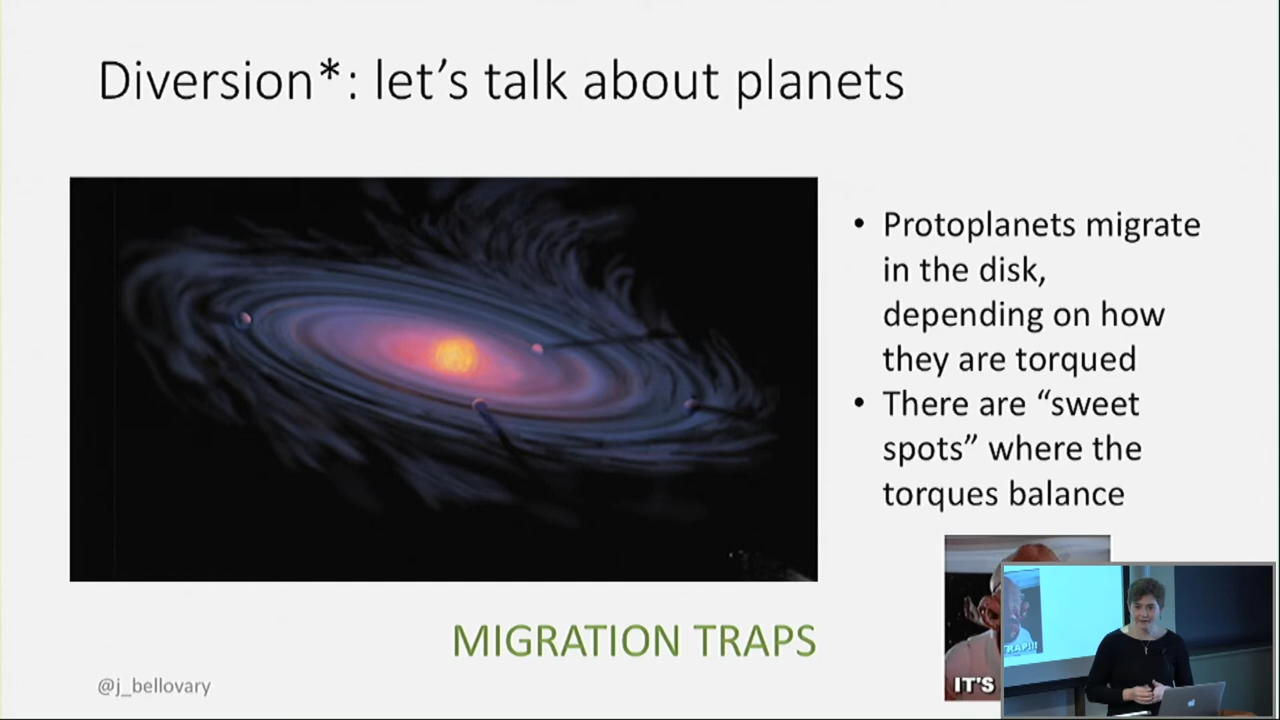 Diversion*: let's talk about planets
• Protoplanets migrate
in the disk,
depending on how
they are torqued
• There are “sweet
spots” where the
torques balance
MIGRATION TRAPS
@j_bellovary
IT'S
TRAP!!!